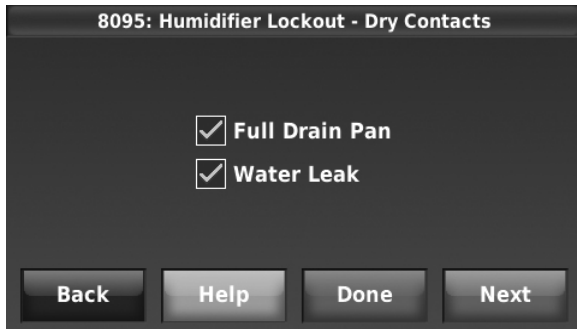 8095: Humidifier Lockout - Dry Contacts
Full Drain Pan
Water Leak
Back Help Done Next